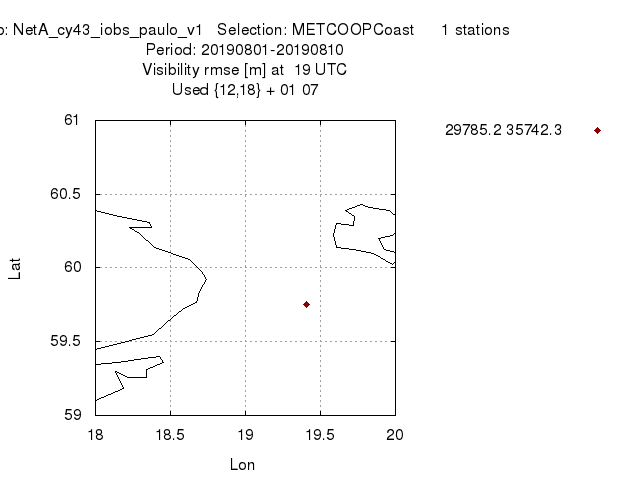 : NetA_cy43_iobs_paulo_v1 Selection: METCOOPCoast 1 stations
Period: 20190801-20190810
Visibility rmse [m] at 19 UTC
Used {12,18} + 01 07
29785.2 35742.3
61
60.5
60
59.5
59
Lat
18 18.5 19 19.5 20
Lon